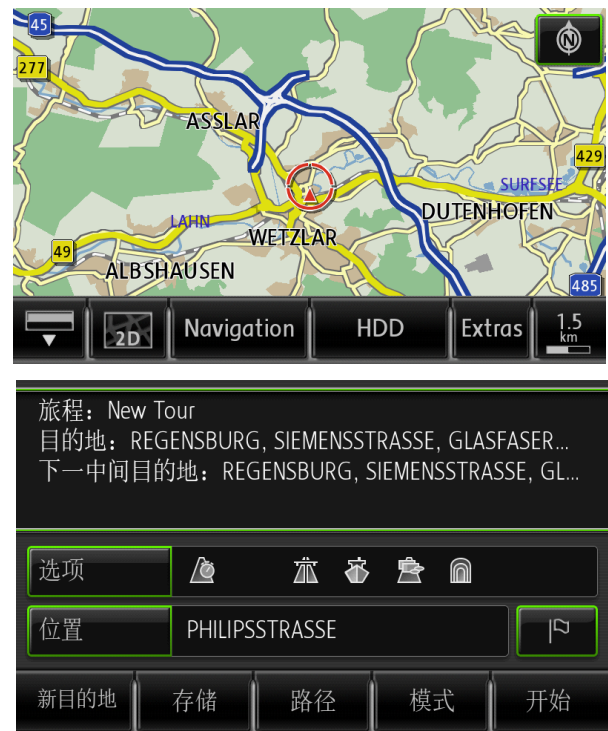 45
N
277
ASSLAR
429
SURFSEE
LAHN
DUTENHOFEN
WETZLAR
49
ALBSHAUSEN
485
2D
Navigation
HDD
Extras
1.5
km
旅程：New Tour
目的地：REGENSBURG, SIEMENSSTRASSE, GLASFASER...
下一中间目的地：REGENSBURG, SIEMENSSTRASSE, GL...
选项
位置
PHILIPSSTRASSE
新目的地
存储
路径
模式
开始